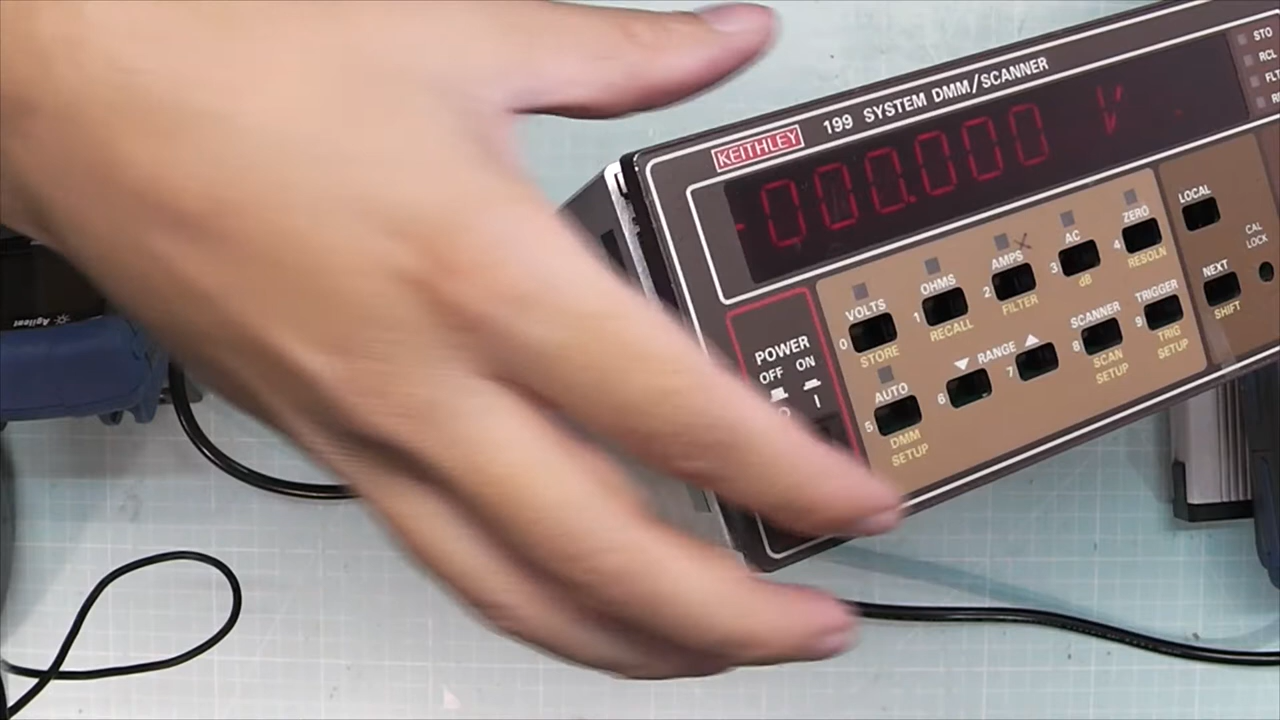 KEITHLEY 199 SYSTEM DMM/SCANNER
-000.000 V
STO
RCL
FLT
POWER
OFF ON
VOLTS
0
STORE
OHMS
1
RECALL
AMPS
2
FILTER
AC
3
dB
ZERO
4
RESOLN
AUTO
5
DMM
SETUP
6
RANGE
7
SCANNER
8
SCAN
SETUP
TRIGGER
9
TRIG
SETUP
LOCAL
NEXT
SHIFT
CAL
LOCK
Agilent